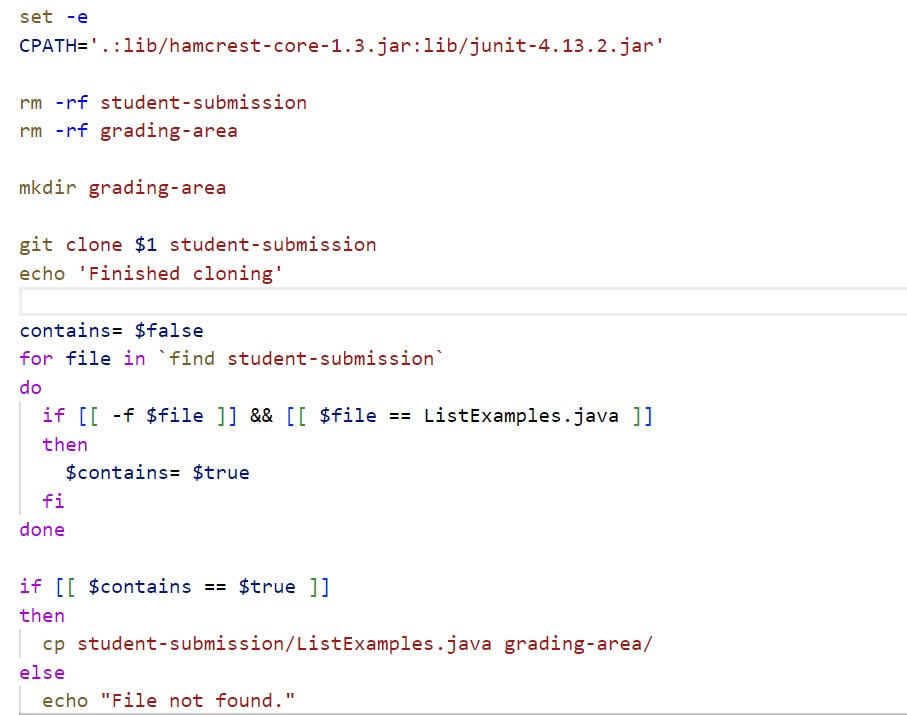 set -e
CPATH='.:lib/hamcrest-core-1.3.jar:lib/junit-4.13.2.jar'
rm -rf student-submission
rm -rf grading-area
mkdir grading-area
git clone $1 student-submission
echo 'Finished cloning'
contains= $false
for file in `find student-submission`
do
if [[ -f $file ]] && [[ $file == ListExamples.java ]]
then
$contains= $true
fi
done
if [[ $contains == $true ]]
then
cp student-submission/ListExamples.java grading-area/
else
echo "File not found."